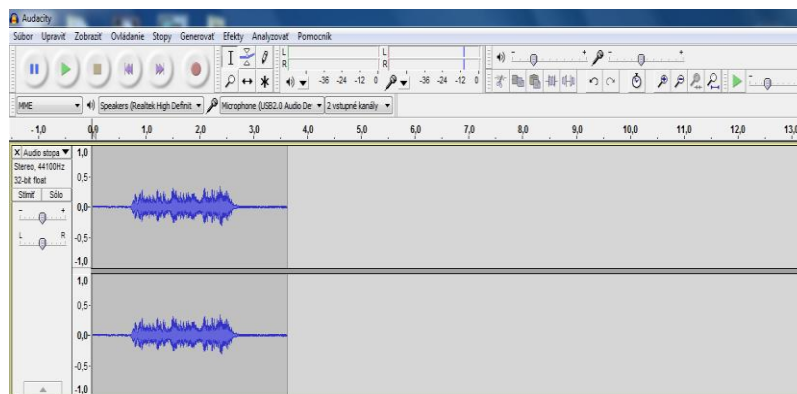 Audacity
Súbor Upraviť Zobraziť Ovládanie Stopy Generovať Efekty Analyzovať Pomocník
L L
R R
-36 -24 -12 0 -36 -24 -12 0
MME Speakers (Realtek High Definit Microphone (USB2.0 Audio De 2 vstupné kanály
- 1,0 0,0 1,0 2,0 3,0 4,0 5,0 6,0 7,0 8,0 9,0 10,0 11,0 12,0 13,0
X Audio stopa 1,0
Stereo, 44100Hz
32-bit float 0,5
Stlmiť Sólo
- + 0,0
L R -0,5
-1,0
1,0
0,5
0,0
-0,5
-1,0